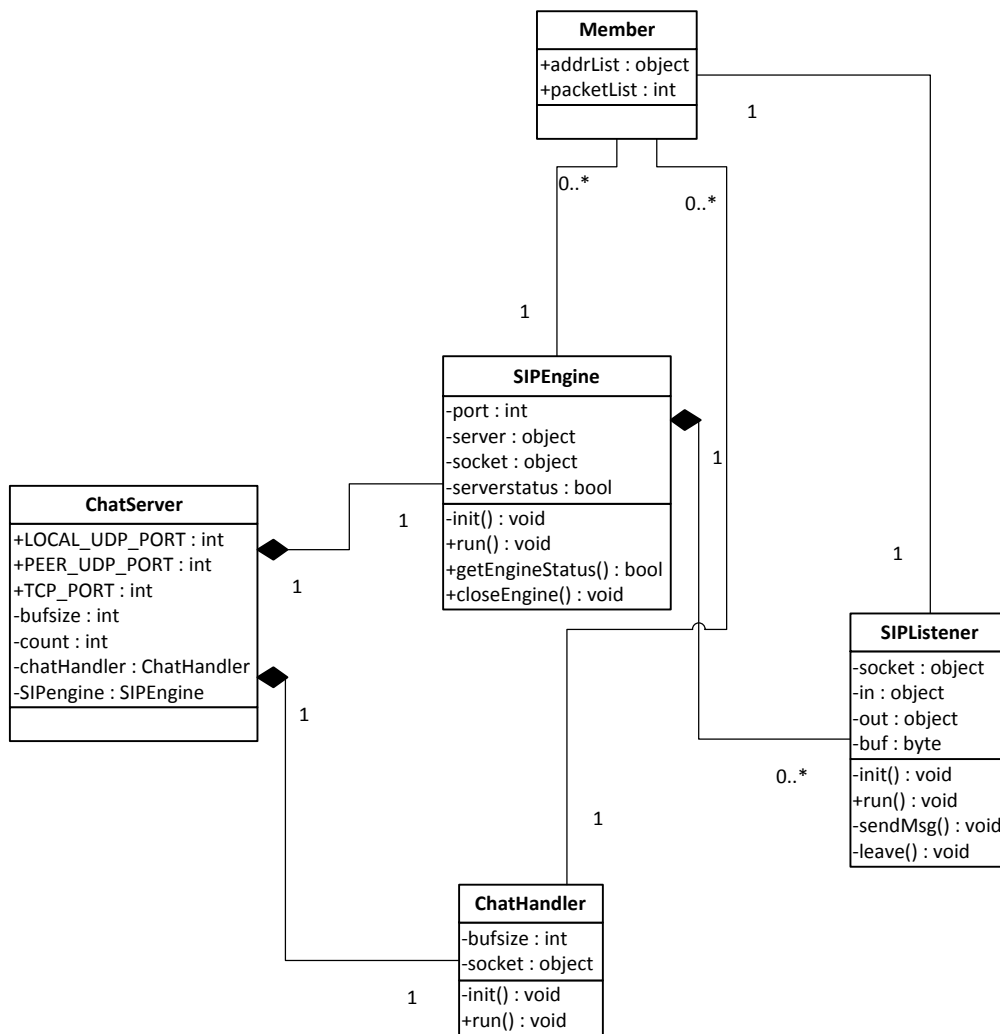 Member
+addrList : object
+packetList : int
1
0..*
0..*
1
SIPEngine
-port : int
-server : object
-socket : object
-serverstatus : bool
-init() : void
+run() : void
+getEngineStatus() : bool
+closeEngine() : void
1
1
ChatServer
+LOCAL_UDP_PORT : int
+PEER_UDP_PORT : int
+TCP_PORT : int
-bufsize : int
-count : int
-chatHandler : ChatHandler
-SIPengine : SIPEngine
1
1
1
SIPListener
-socket : object
-in : object
-out : object
-buf : byte
-init() : void
+run() : void
-sendMsg() : void
-leave() : void
0..*
1
ChatHandler
-bufsize : int
-socket : object
-init() : void
+run() : void
1